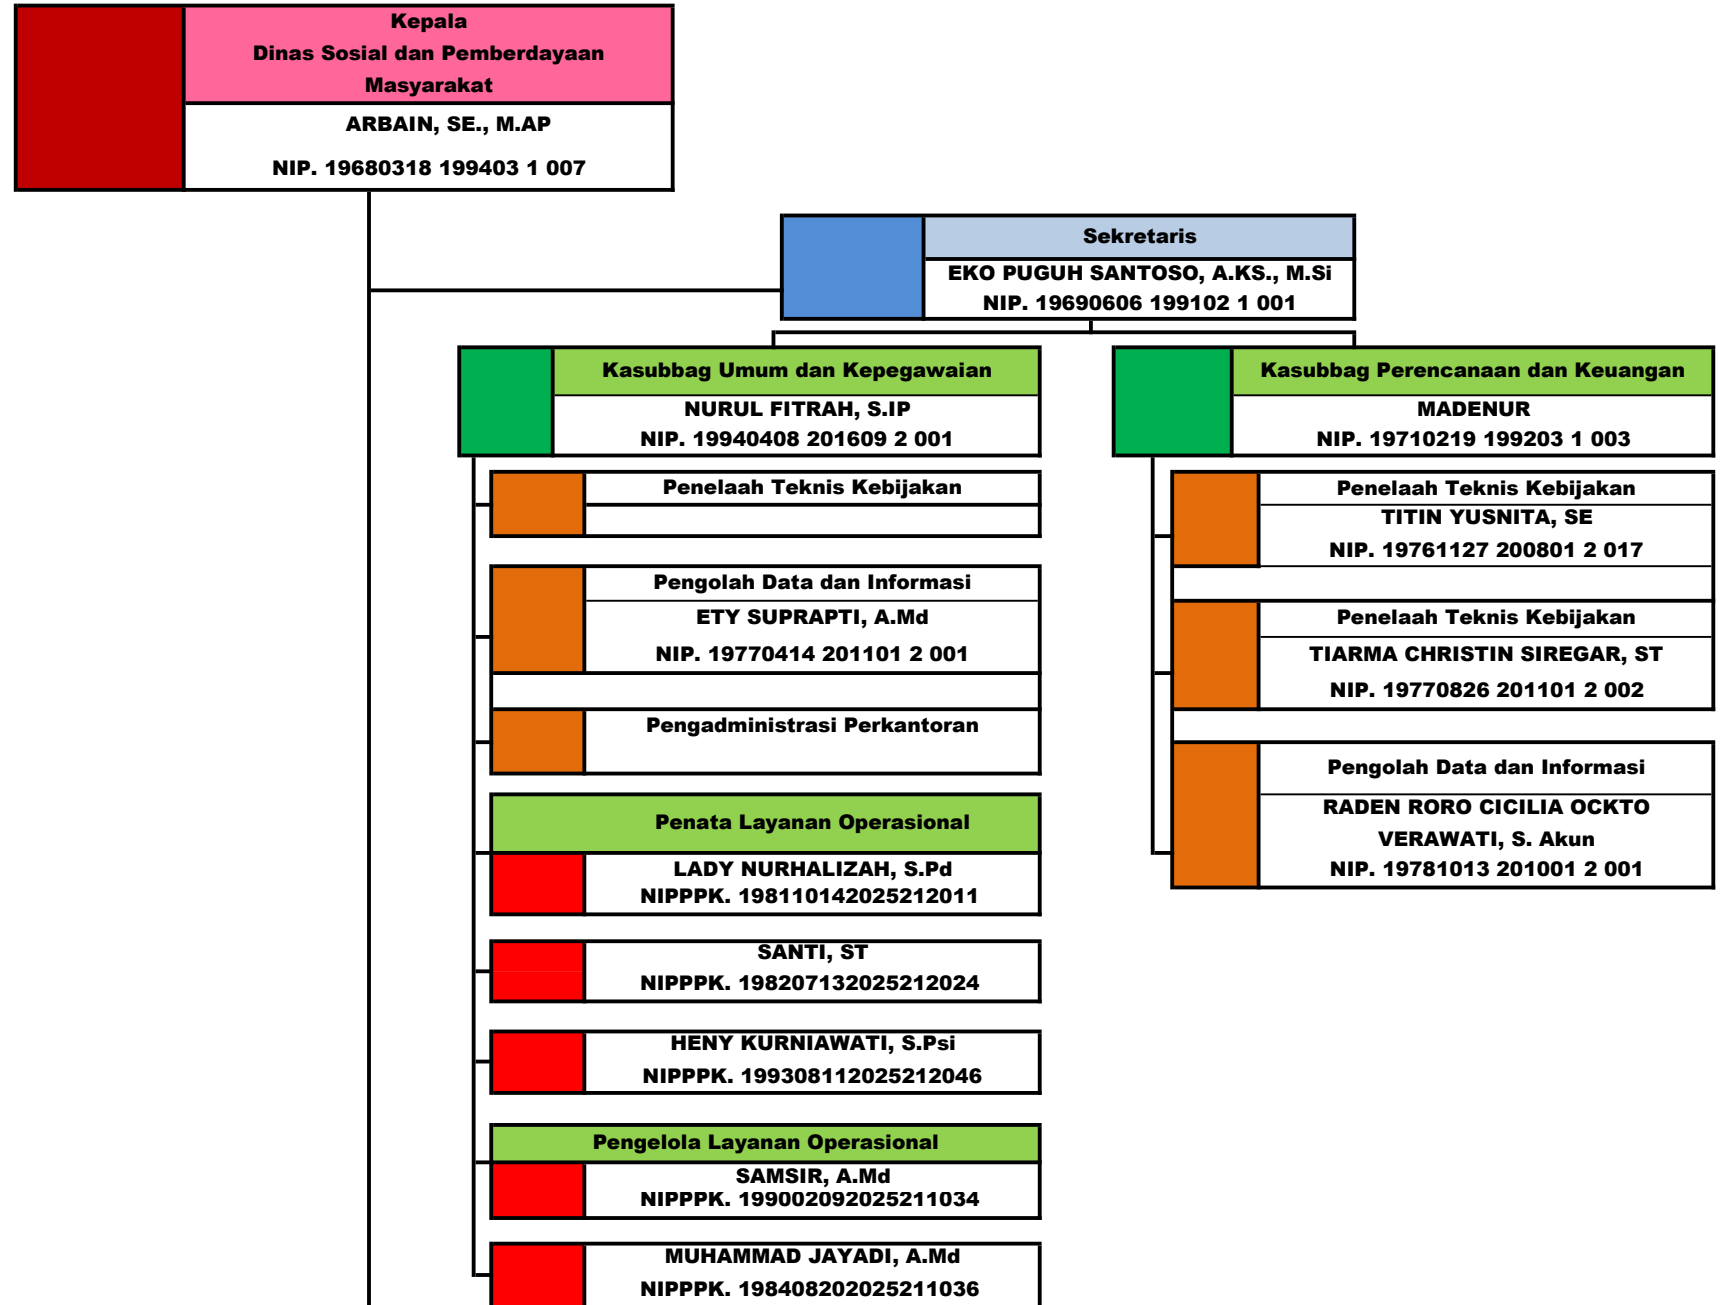 Kepala
Dinas Sosial dan Pemberdayaan
Masyarakat
ARBAIN, SE., M.AP
NIP. 19680318 199403 1 007
Sekretaris
EKO PUGUH SANTOSO, A.KS., M.Si
NIP. 19690606 199102 1 001
Kasubbag Umum dan Kepegawaian
NURUL FITRAH, S.IP
NIP. 19940408 201609 2 001
Penelaah Teknis Kebijakan
Pengolah Data dan Informasi
ETY SUPRAPTI, A.Md
NIP. 19770414 201101 2 001
Pengadministrasi Perkantoran
Penata Layanan Operasional
LADY NURHALIZAH, S.Pd
NIPPPK. 198110142025212011
SANTI, ST
NIPPPK. 198207132025212024
HENY KURNIAWATI, S.Psi
NIPPPK. 199308112025212046
Pengelola Layanan Operasional
SAMSIR, A.Md
NIPPPK. 199002092025211034
MUHAMMAD JAYADI, A.Md
NIPPPK. 198408202025211036
Kasubbag Perencanaan dan Keuangan
MADENUR
NIP. 19710219 199203 1 003
Penelaah Teknis Kebijakan
TITIN YUSNITA, SE
NIP. 19761127 200801 2 017
Penelaah Teknis Kebijakan
TIARMA CHRISTIN SIREGAR, ST
NIP. 19770826 201101 2 002
Pengolah Data dan Informasi
RADEN RORO CICILIA OCKTO
VERAWATI, S. Akun
NIP. 19781013 201001 2 001